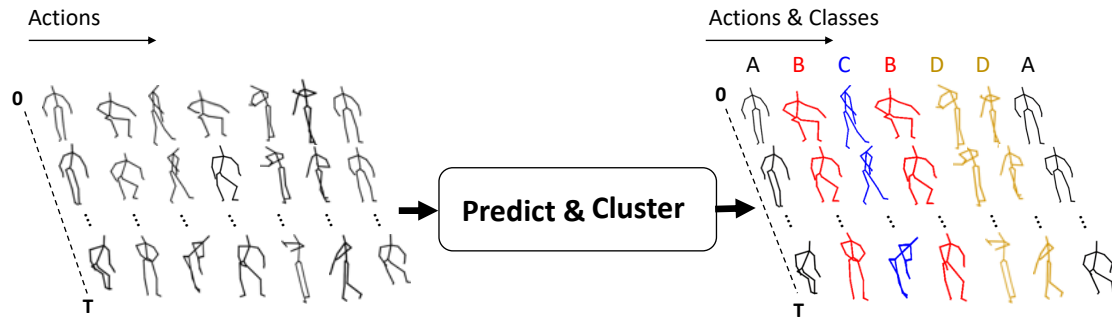 Actions
0
T
Predict & Cluster
Actions & Classes
A B C B D D A
0
T